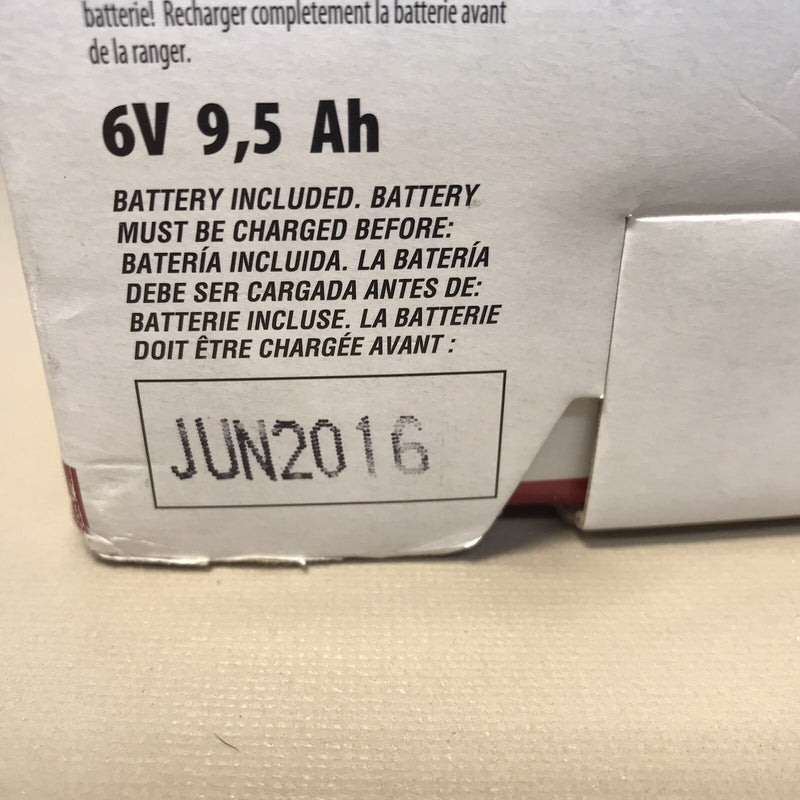 batterie! Recharger completement la batterie avant
de la ranger.
6V 9,5 Ah
BATTERY INCLUDED. BATTERY
MUST BE CHARGED BEFORE:
BATERÍA INCLUIDA. LA BATERÍA
DEBE SER CARGADA ANTES DE:
BATTERIE INCLUSE. LA BATTERIE
DOIT ÊTRE CHARGÉE AVANT :
JUN2016